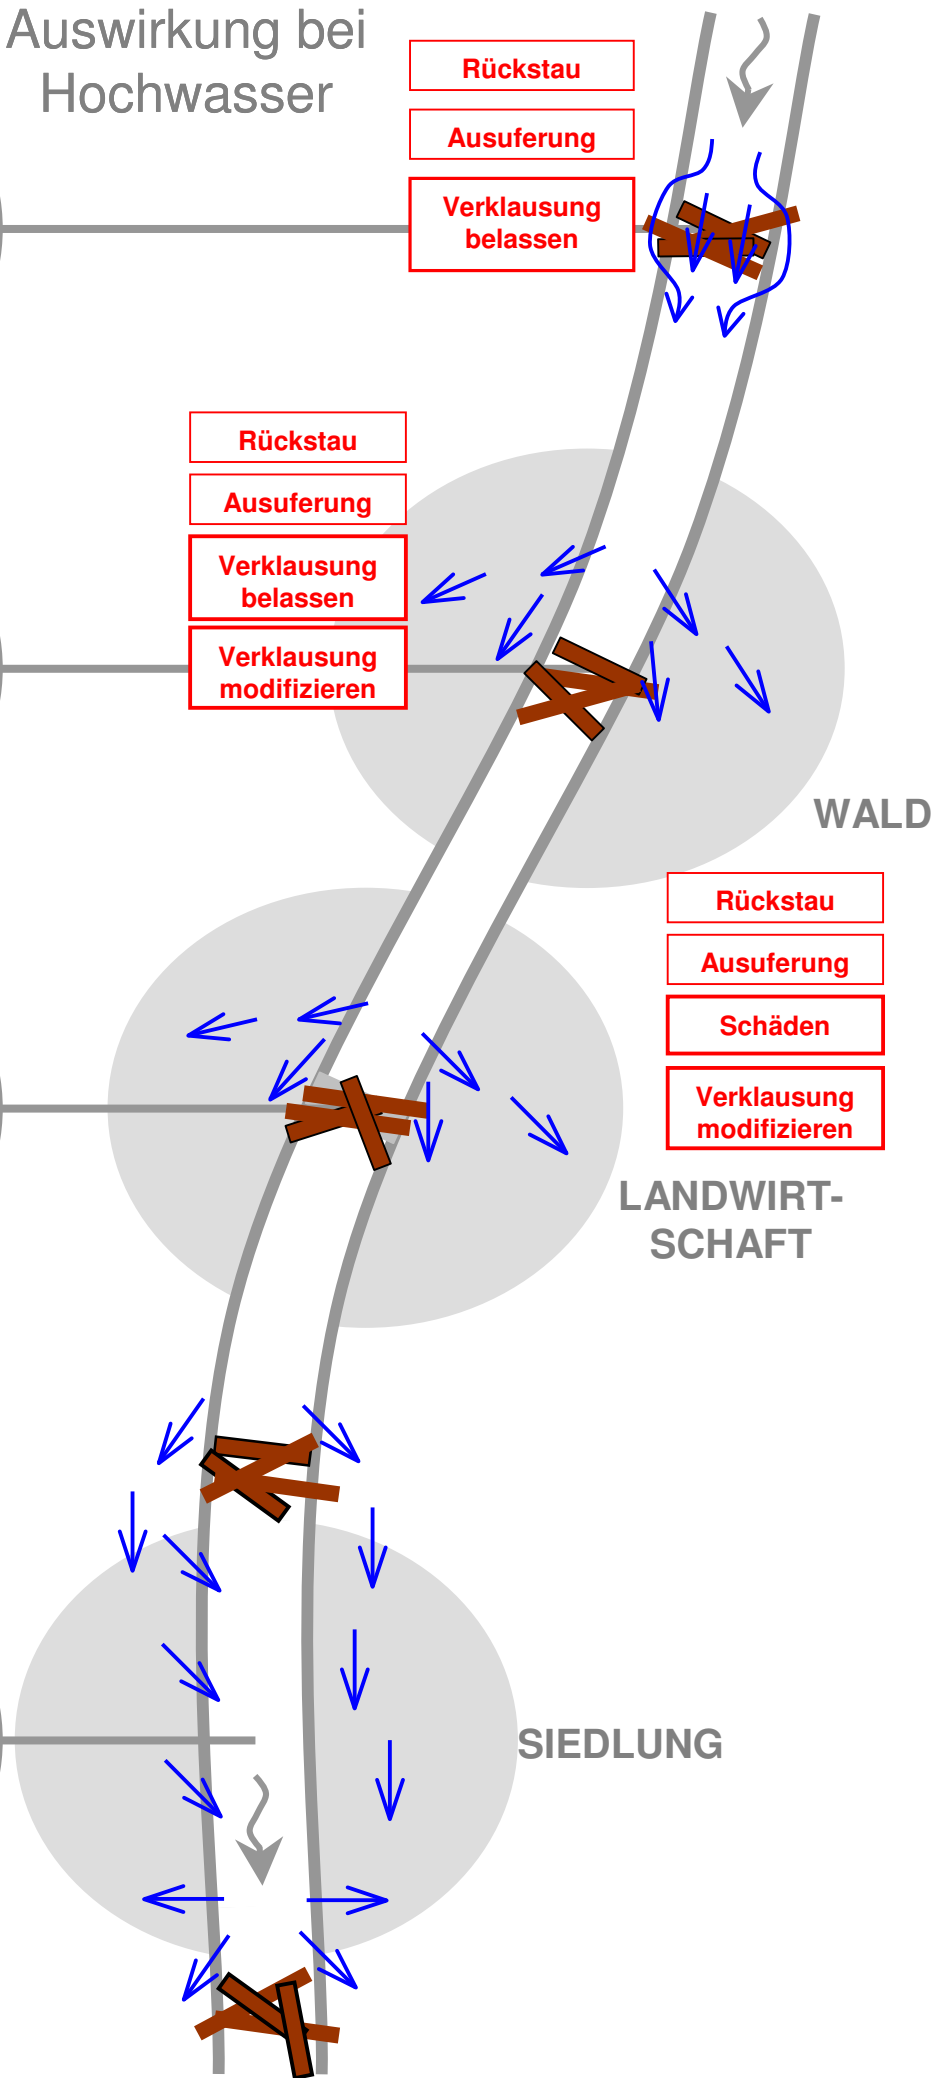 Auswirkung bei
Hochwasser
Rückstau
Ausuferung
Verklausung
belassen
Rückstau
Ausuferung
Verklausung
belassen
Verklausung
modifizieren
WALD
Rückstau
Ausuferung
Schäden
Verklausung
modifizieren
LANDWIRT-
SCHAFT
SIEDLUNG